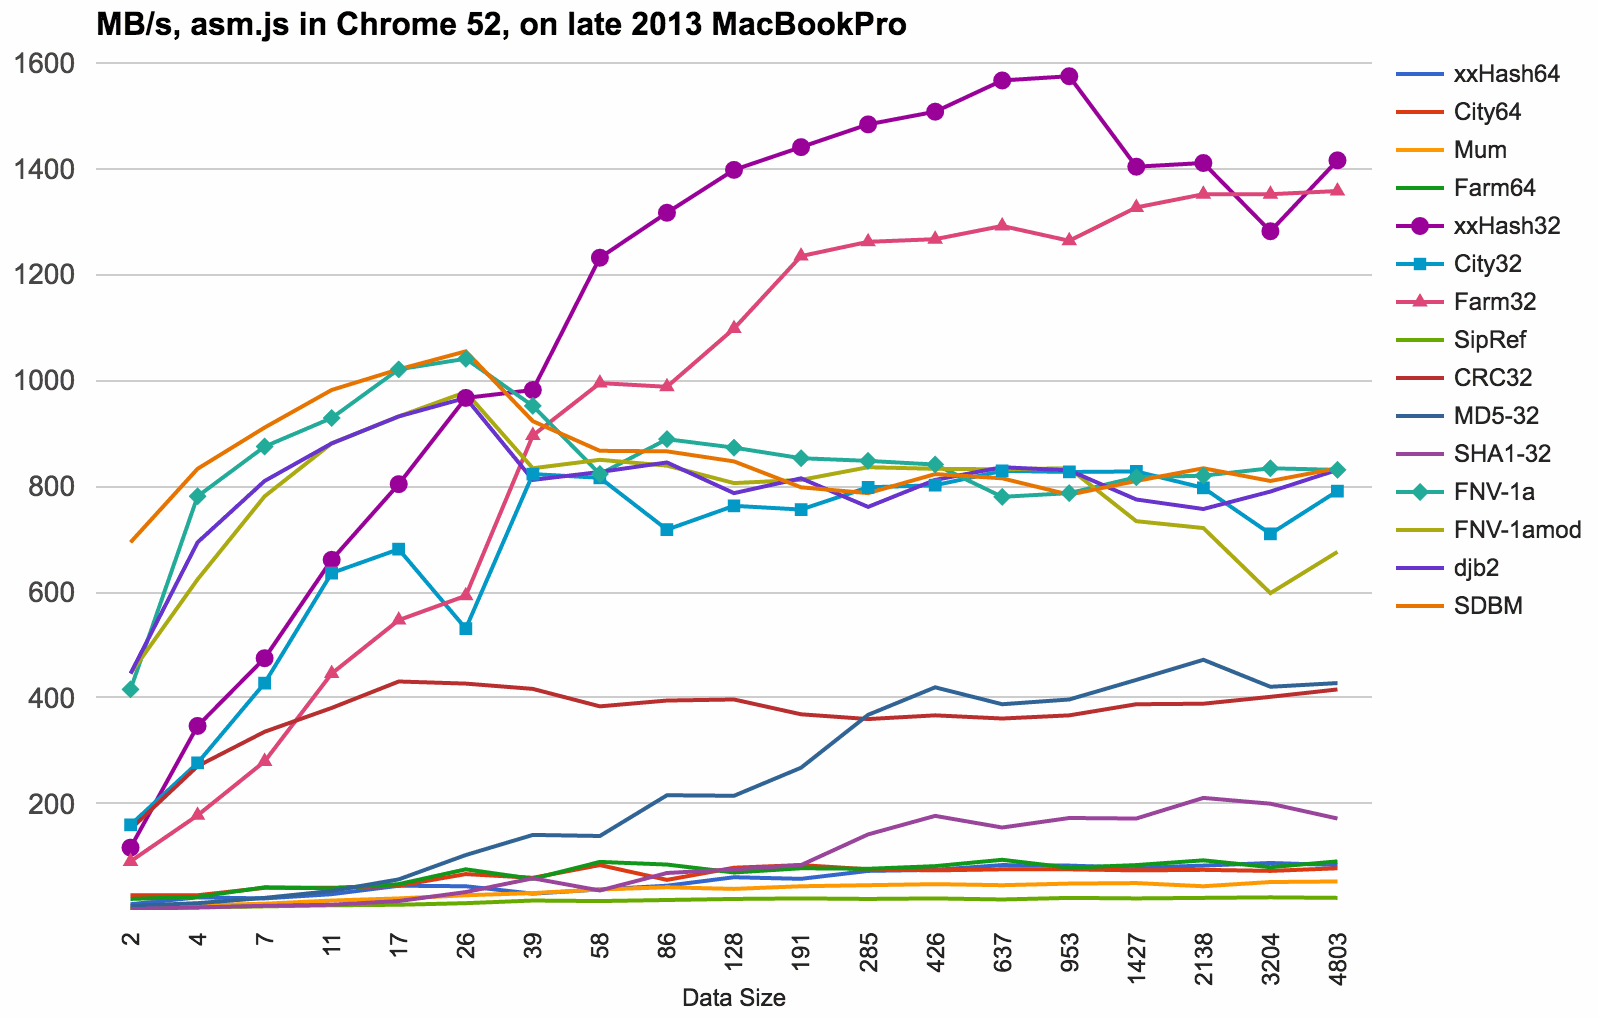 MB/s, asm.js in Chrome 52, on late 2013 MacBookPro
1600
1400
1200
1000
800
600
400
200
2 4 7 11 17 26 39 58 86 128 191 285 426 637 953 1427 2138 3204 4803
Data Size
xxHash64
City64
Mum
Farm64
xxHash32
City32
Farm32
SipRef
CRC32
MD5-32
SHA1-32
FNV-1a
FNV-1amod
djb2
SDBM